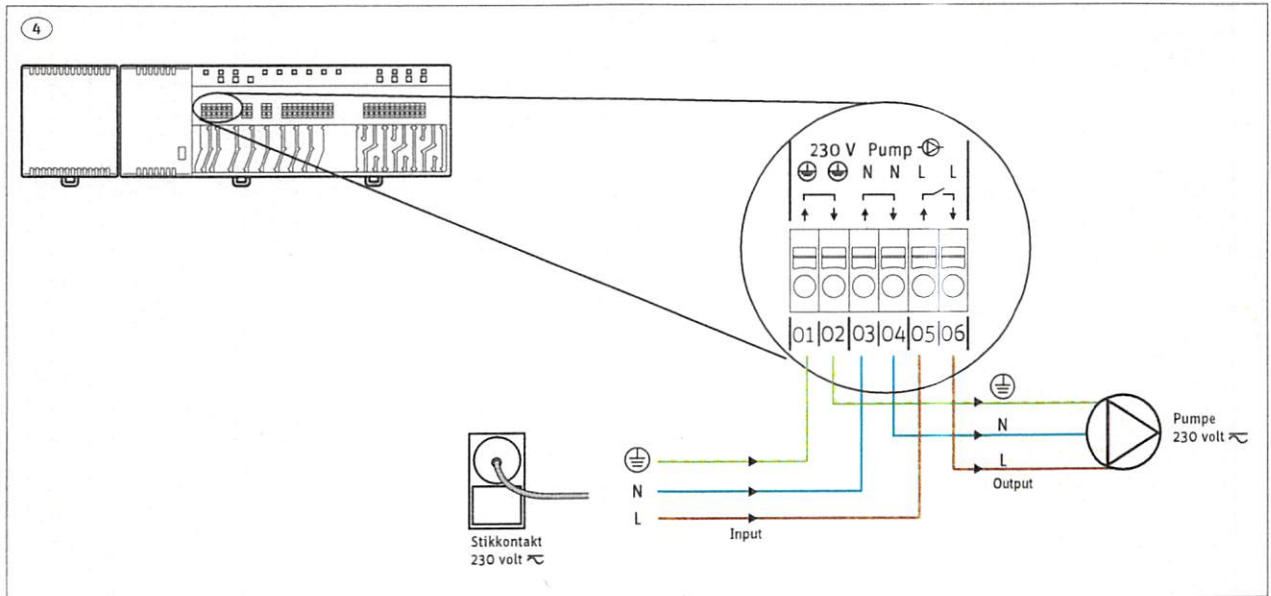 4
230 V Pump
N N L L
01 02 03 04 05 06
N
L
Output
Pumpe
230 volt
N
L
Input
Stikkontakt
230 volt